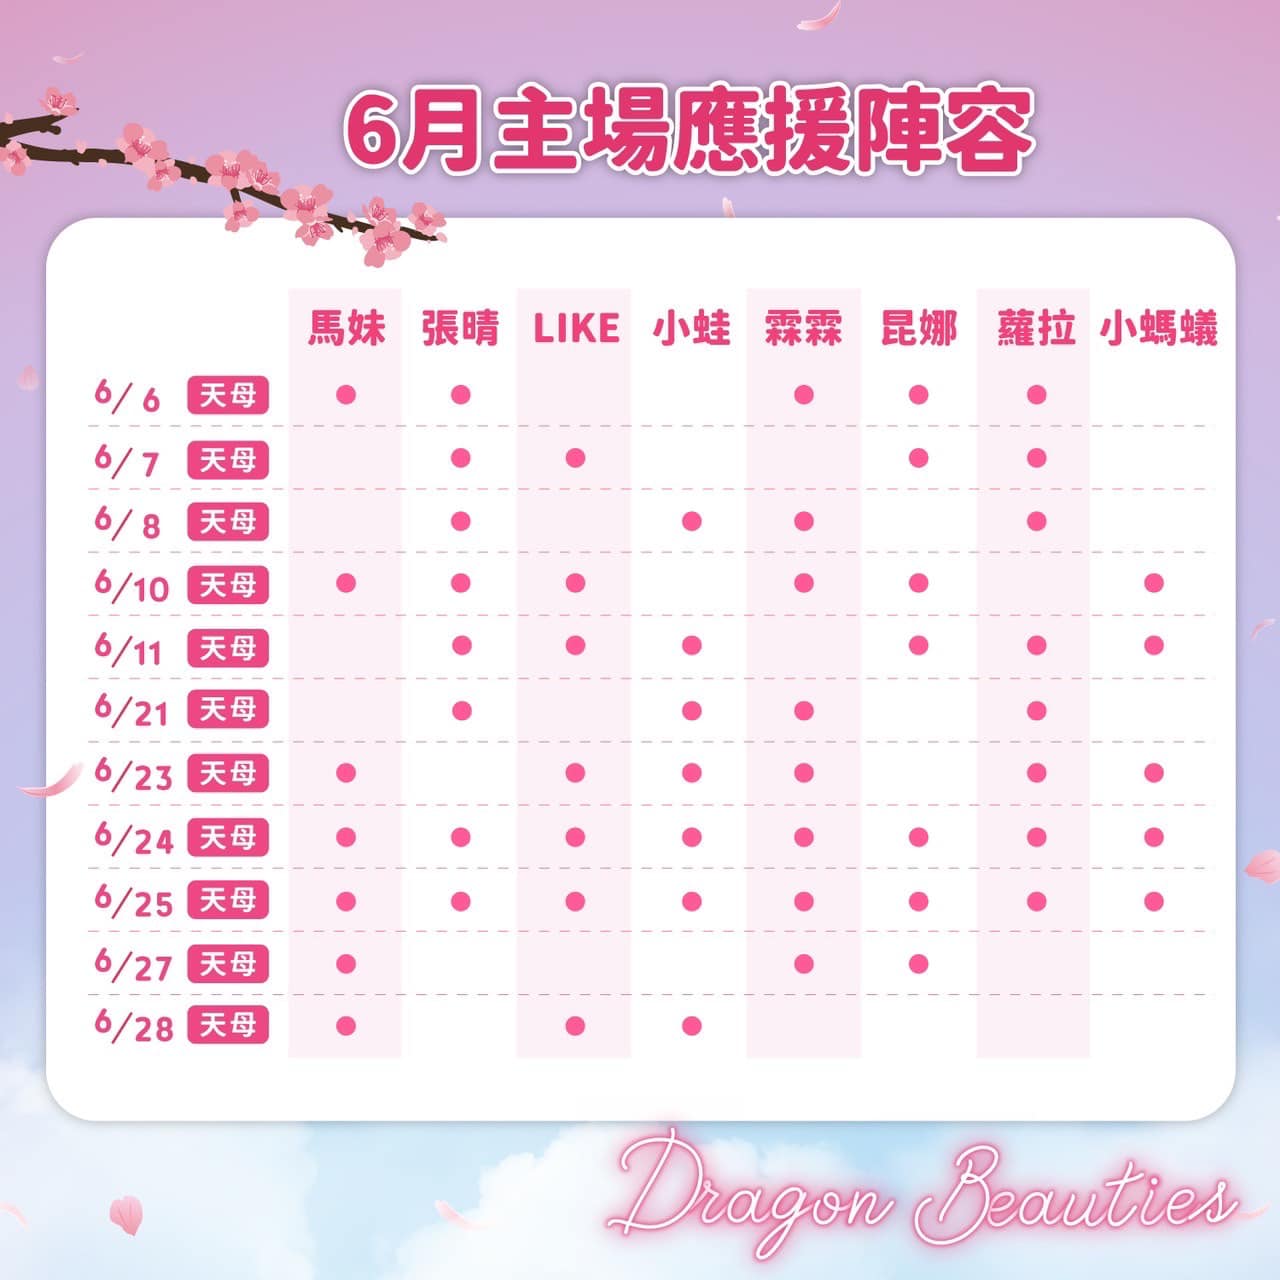 6月主場應援陣容
馬妹 張晴 LIKE 小蛙 霖霖 昆娜 蘿拉 小螞蟻
6/6 天母
6/7 天母
6/8 天母
6/10 天母
6/11 天母
6/21 天母
6/23 天母
6/24 天母
6/25 天母
6/27 天母
6/28 天母
Dragon Beauties